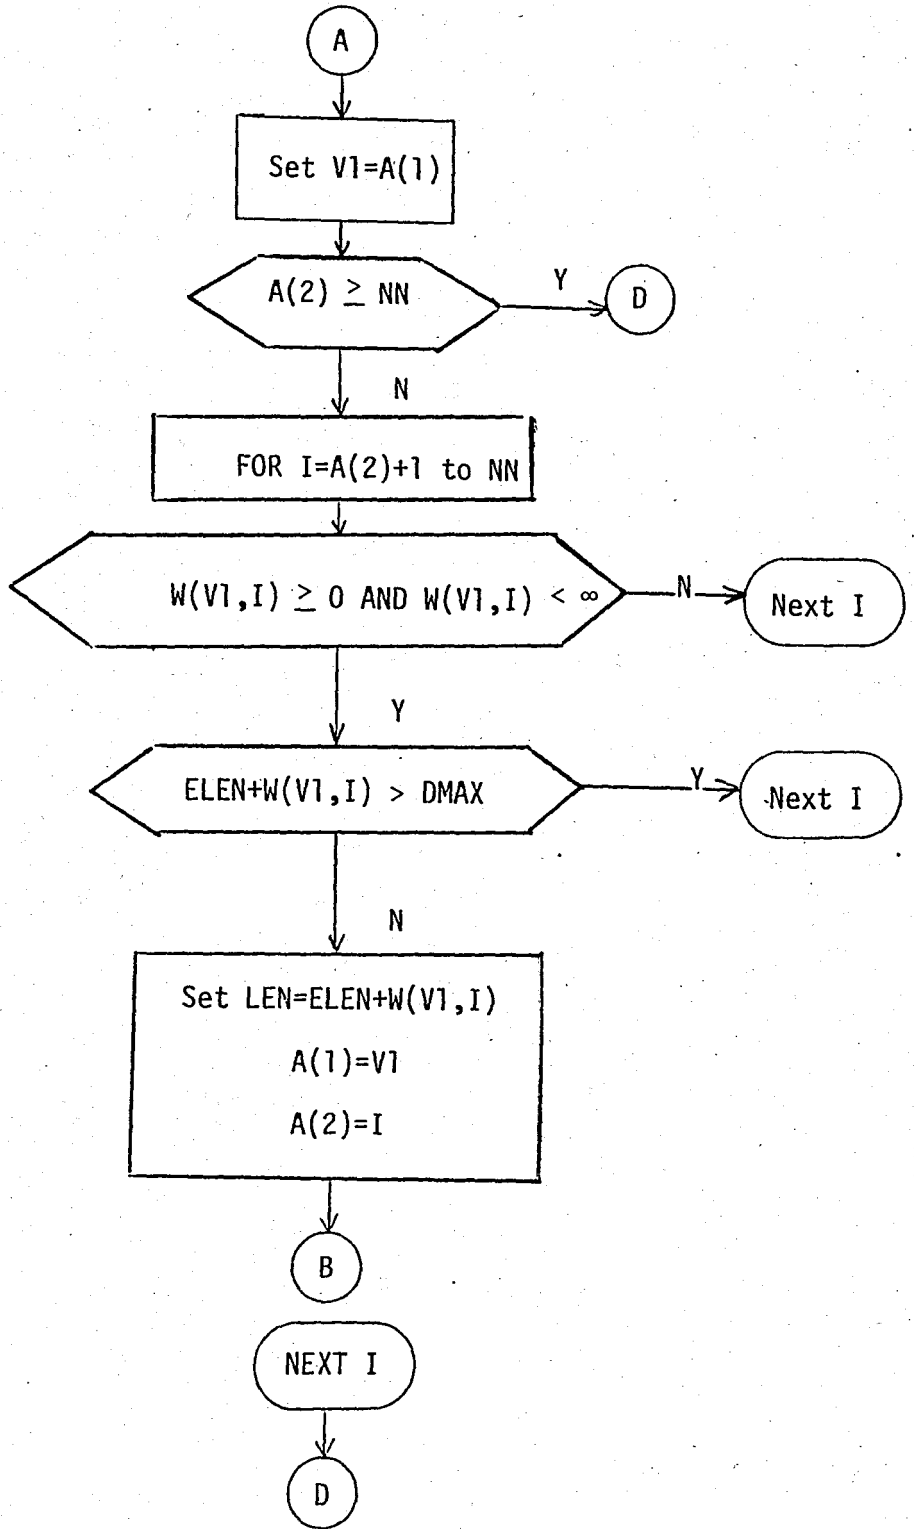 A
Set V1=A(1)
A(2) ≥ NN
Y
D
N
FOR I=A(2)+1 to NN
W(V1,I) ≥ 0 AND W(V1,I) < ∞
N
Next I
Y
ELEN+W(V1,I) > DMAX
Y
Next I
N
Set LEN=ELEN+W(V1,I)
A(1)=V1
A(2)=I
B
NEXT I
D